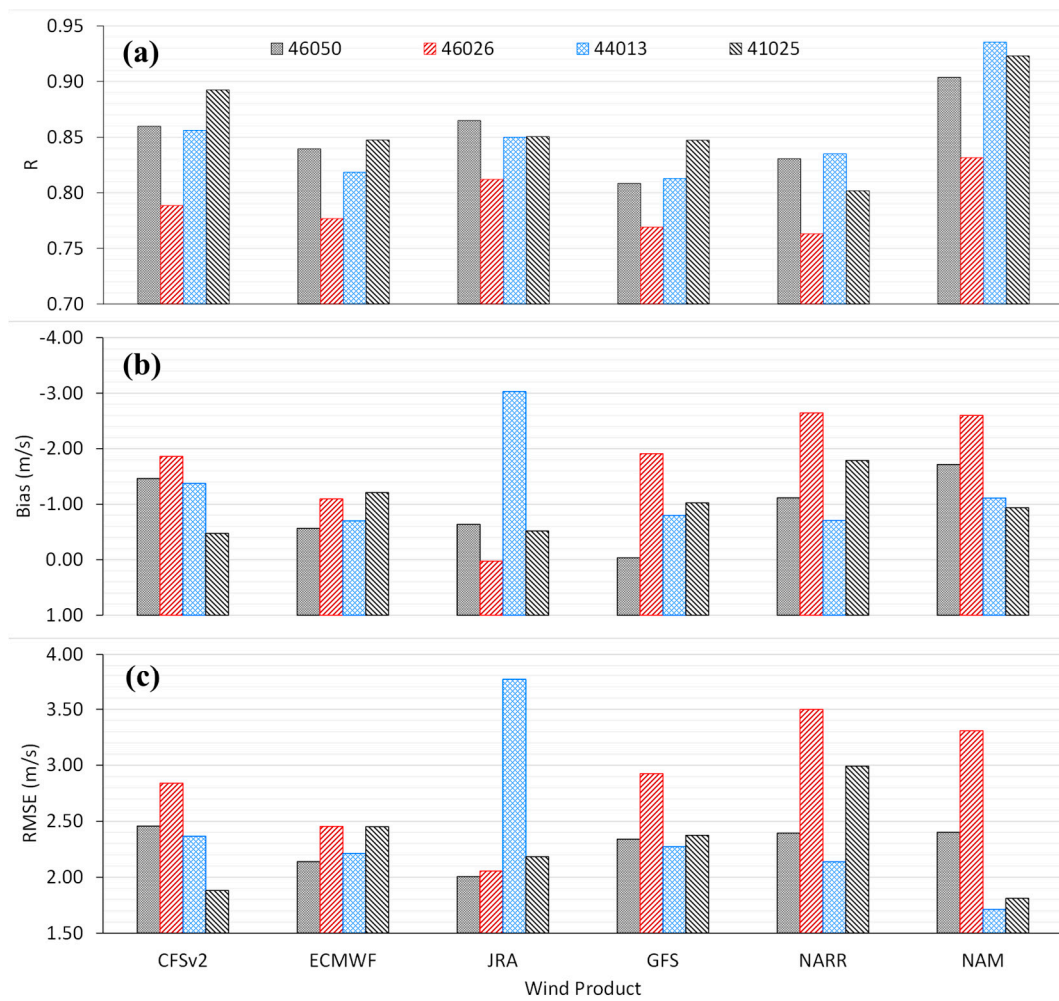 (a)
46050 46026 44013 41025
0.95
0.90
0.85
0.80
0.75
0.70
R
(b)
-4.00
-3.00
-2.00
-1.00
0.00
1.00
Bias (m/s)
(c)
4.00
3.50
3.00
2.50
2.00
1.50
RMSE (m/s)
CFSv2 ECMWF JRA GFS NARR NAM
Wind Product